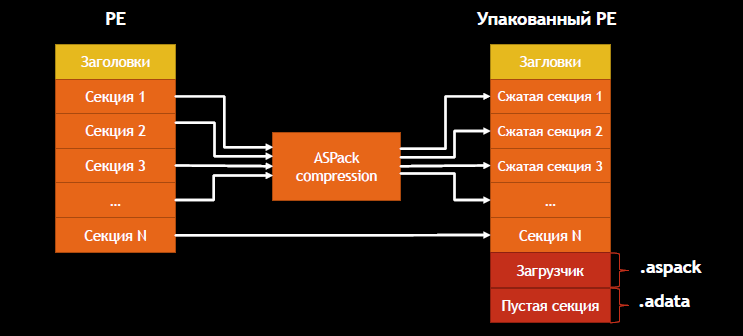 PE
Упакованный PE
Заголовки
Загловки
Секция 1
Сжатая секция 1
Секция 2
Сжатая секция 2
ASPack
compression
Секция 3
Сжатая секция 3
...
...
Секция N
Секция N
Загрузчик
.aspack
Пустая секция
.adata